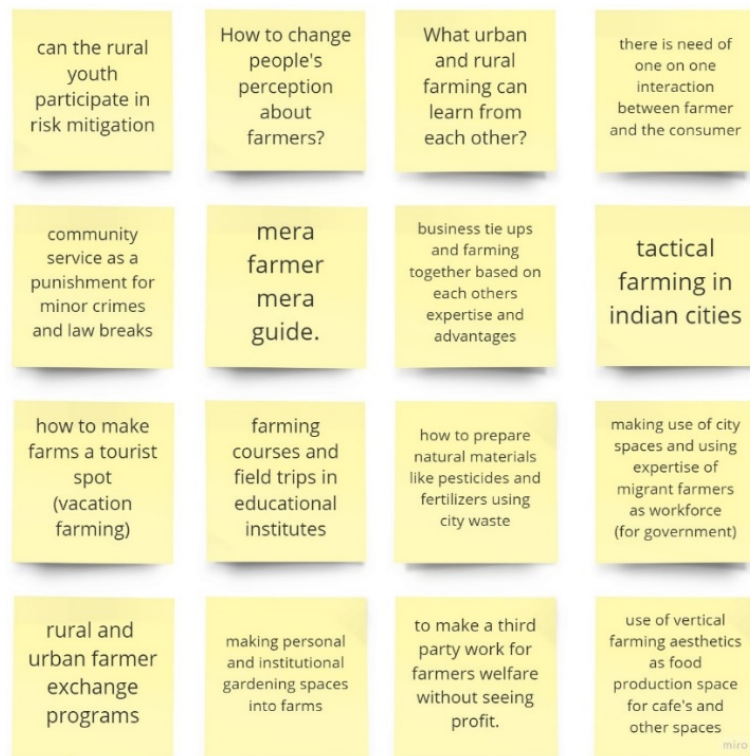 can the rural
youth
participate in
risk mitigation
How to change
people's
perception
about
farmers?
What urban
and rural
farming can
learn from
each other?
there is need of
one on one
interaction
between farmer
and the consumer
community
service as a
punishment for
minor crimes
and law breaks
mera
farmer
mera
guide.
business tie ups
and farming
together based on
each others
expertise and
advantages
tactical
farming in
indian cities
how to make
farms a tourist
spot
(vacation
farming)
farming
courses and
field trips in
educational
institutes
how to prepare
natural materials
like pesticides and
fertilizers using
city waste
making use of city
spaces and using
expertise of
migrant farmers
as workforce
(for government)
rural and
urban farmer
exchange
programs
making personal
and institutional
gardening spaces
into farms
to make a third
party work for
farmers welfare
without seeing
profit.
use of vertical
farming aesthetics
as food
production space
for cafe's and
other spaces
miro